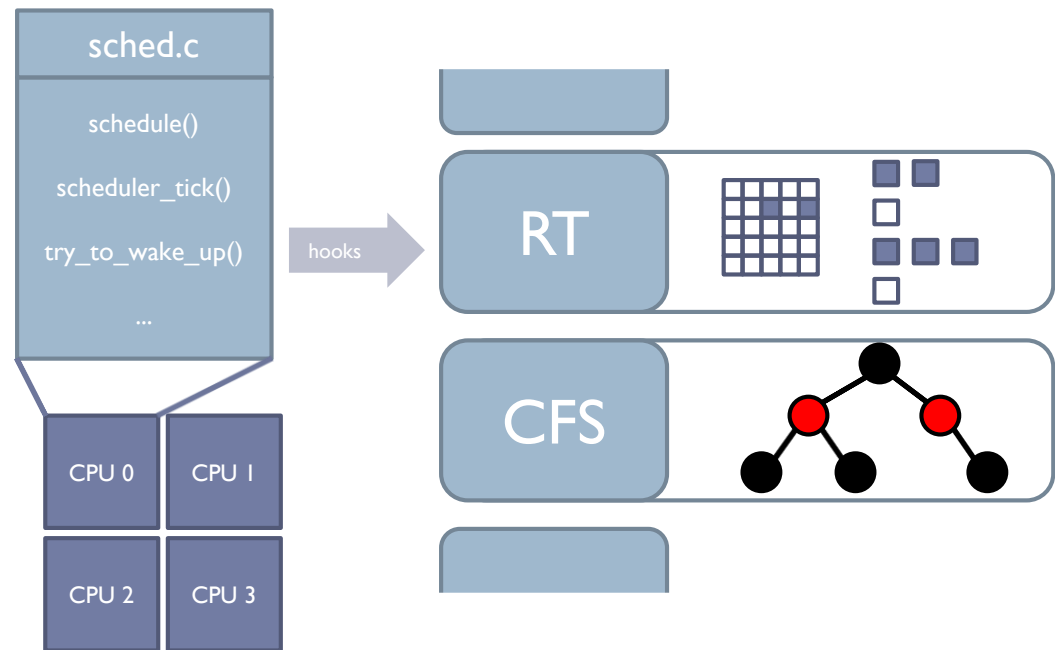 sched.c
schedule()
scheduler_tick()
try_to_wake_up()
...
hooks
RT
CFS
CPU 0
CPU 1
CPU 2
CPU 3